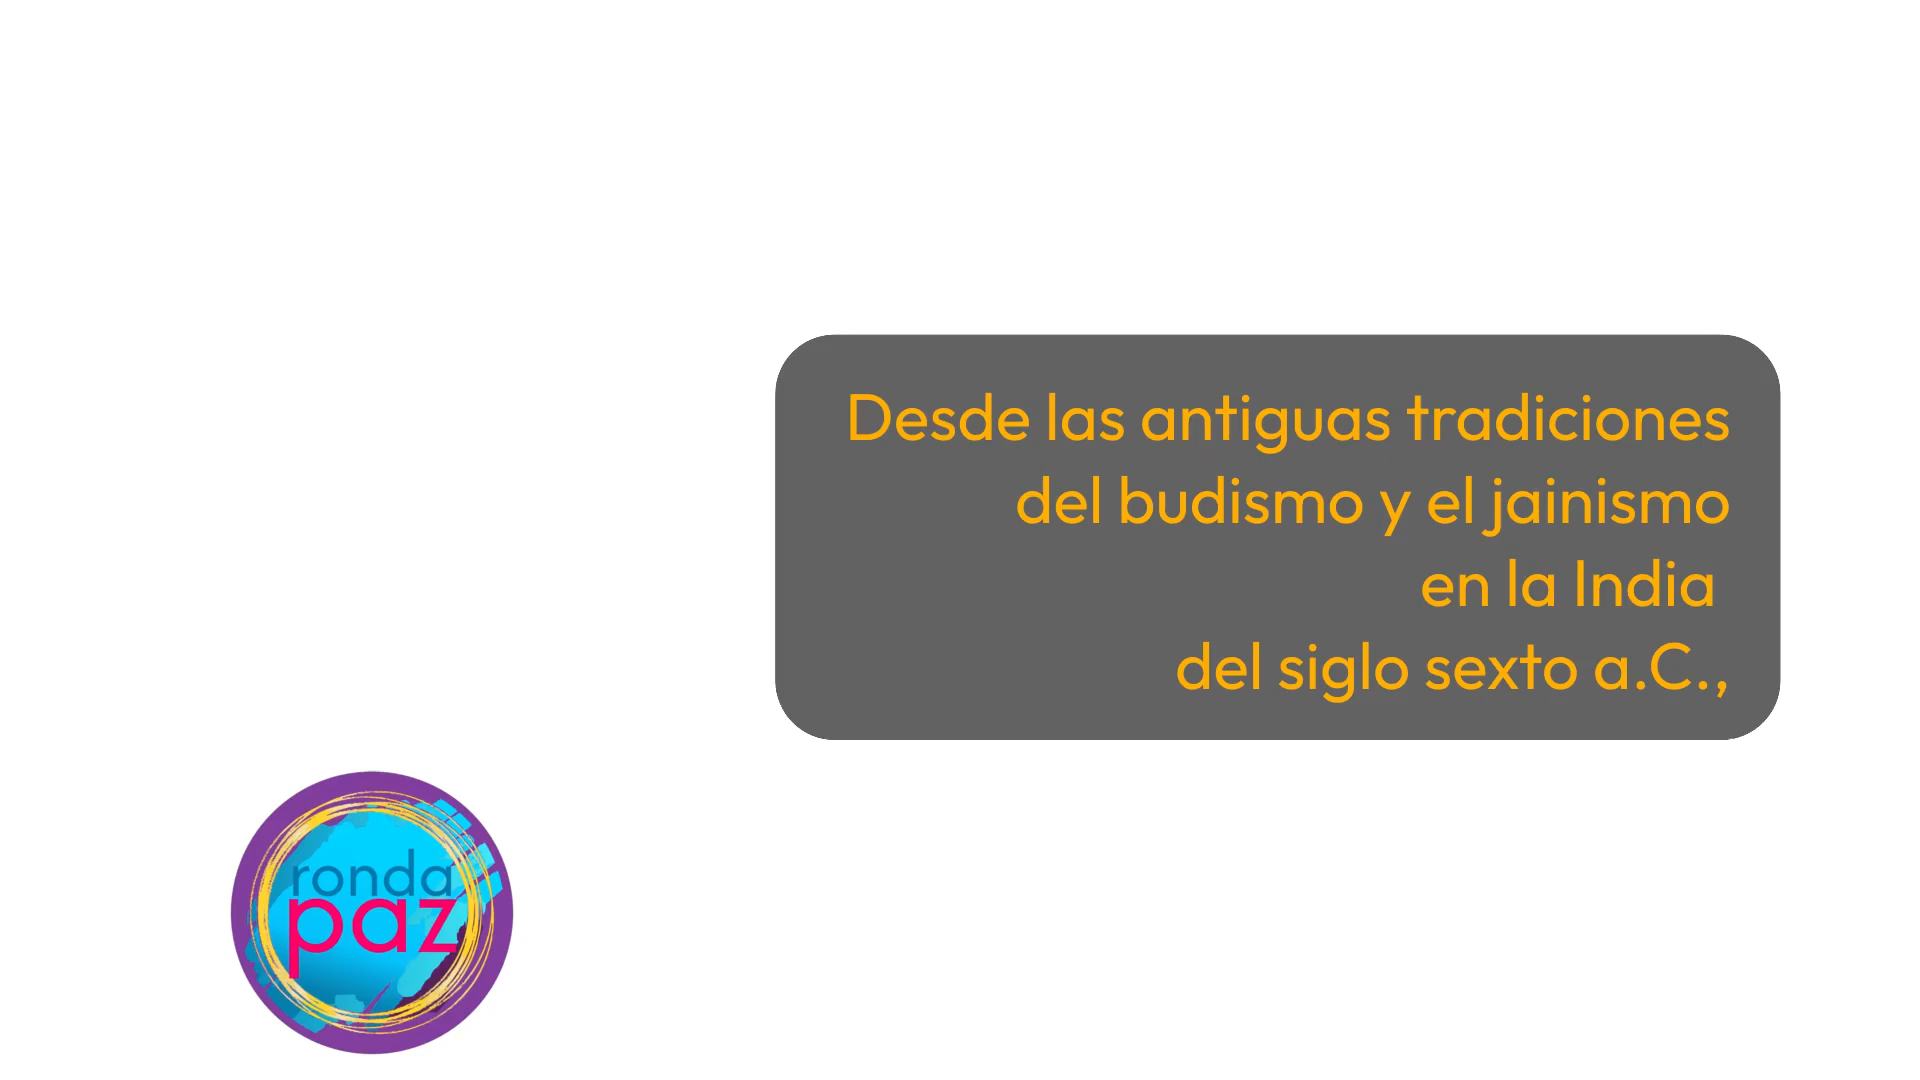 Desde las antiguas tradiciones
del budismo y el jainismo
en la India
del siglo sexto a.C.,
ronda
paz